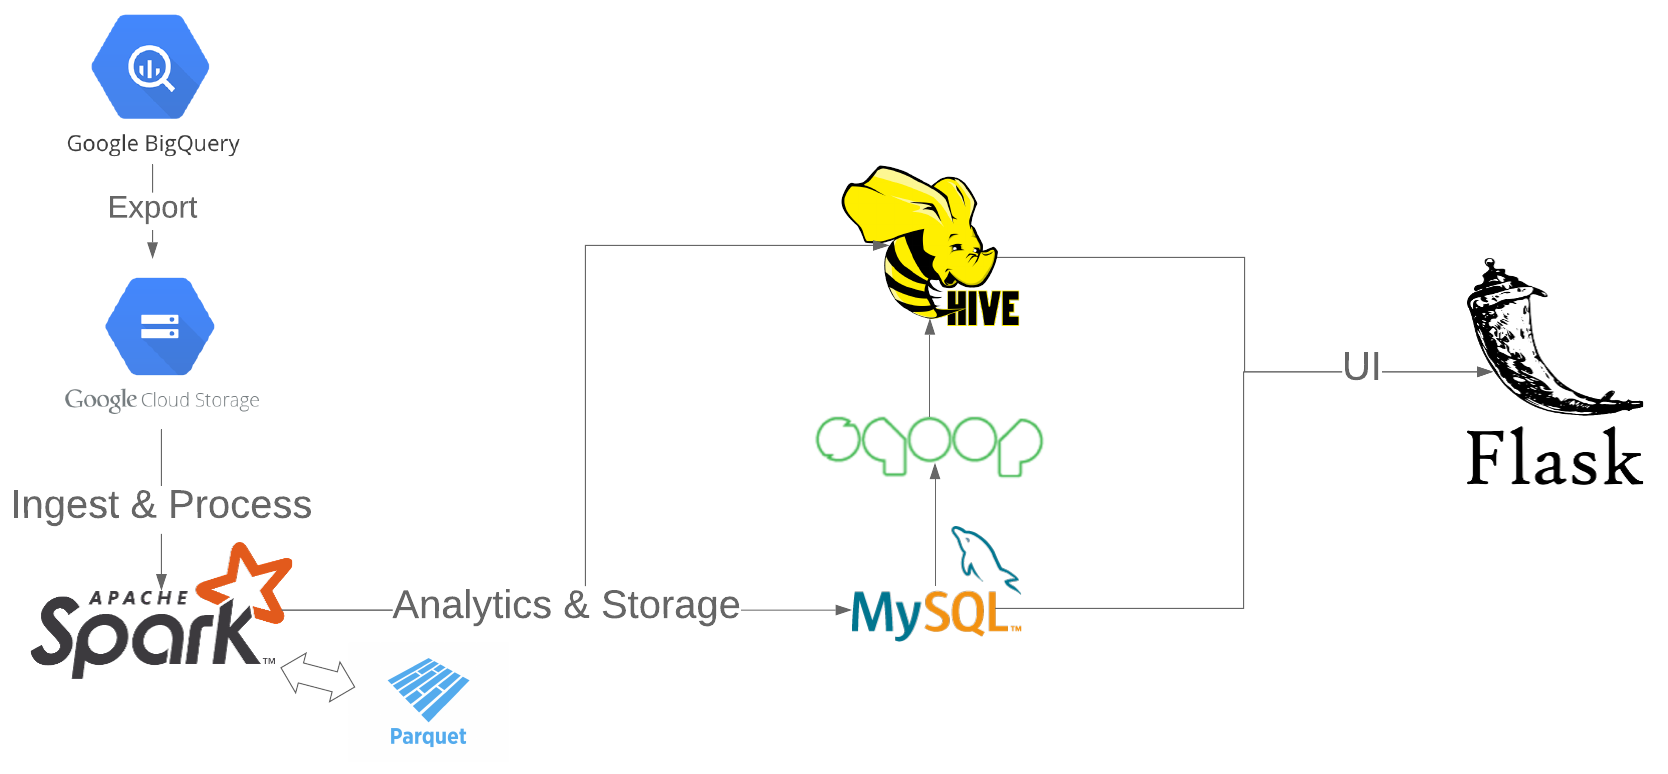 Google BigQuery
Export
Google Cloud Storage
Ingest & Process
APACHE
Spark™
Analytics & Storage
Parquet
HIVE
sqoop
MySQL™
UI
Flask